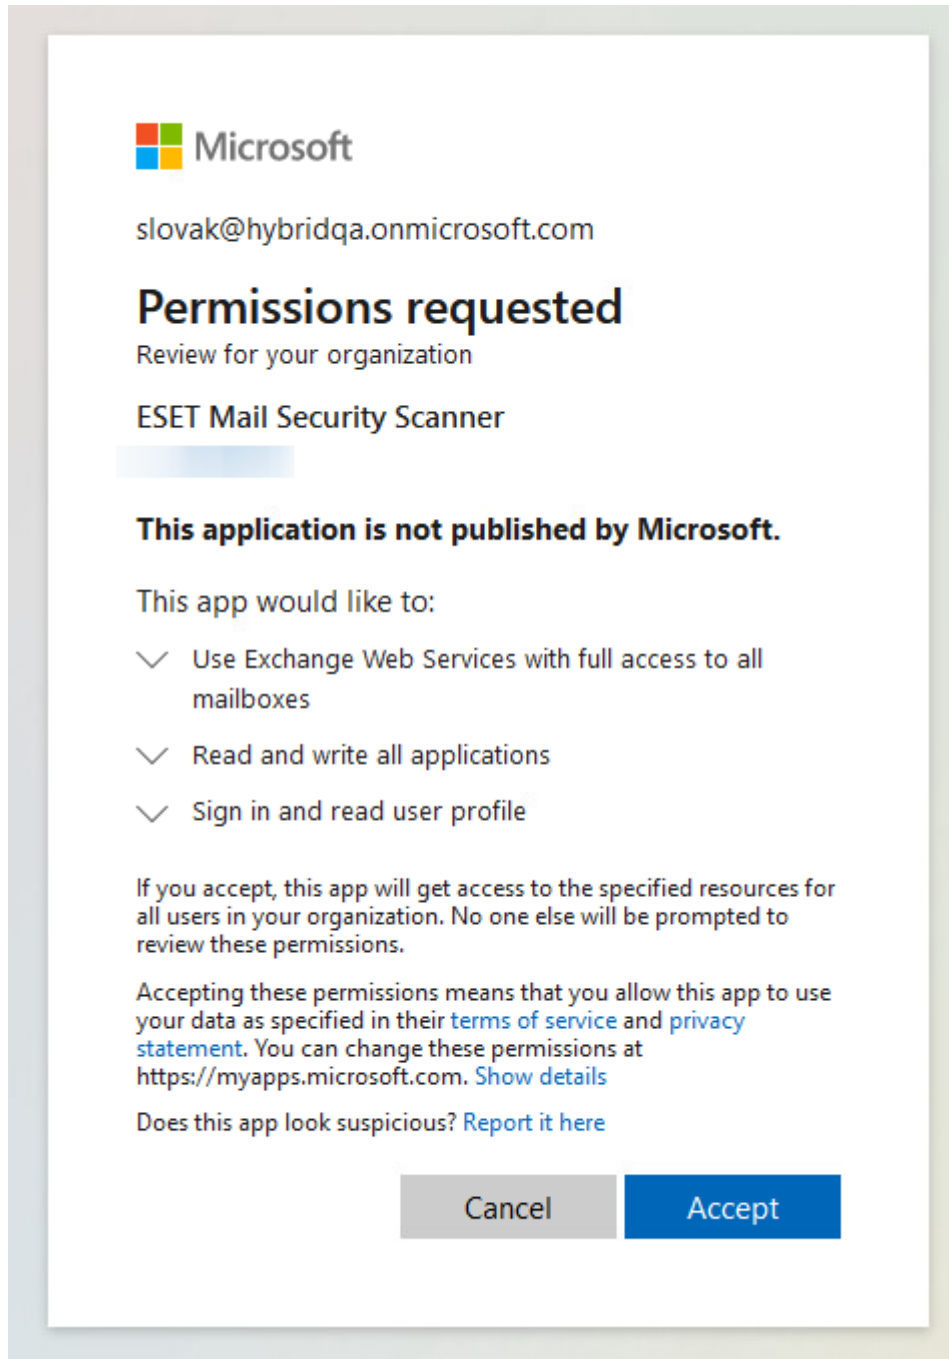 Microsoft
slovak@hybridqa.onmicrosoft.com
Permissions requested
Review for your organization
ESET Mail Security Scanner
This application is not published by Microsoft.
This app would like to:
Use Exchange Web Services with full access to all
mailboxes
Read and write all applications
Sign in and read user profile
If you accept, this app will get access to the specified resources for
all users in your organization. No one else will be prompted to
review these permissions.
Accepting these permissions means that you allow this app to use
your data as specified in their terms of service and privacy
statement. You can change these permissions at
https://myapps.microsoft.com. Show details
Does this app look suspicious? Report it here
Cancel Accept